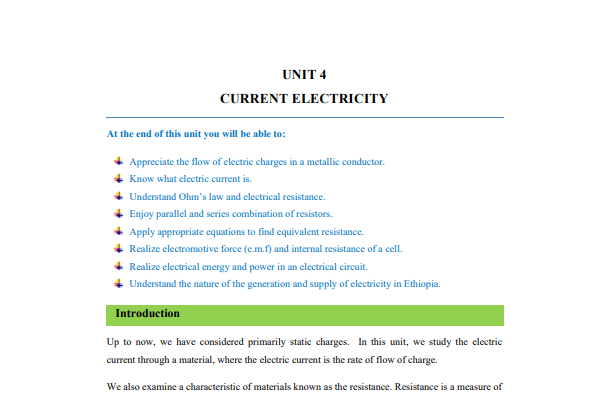 UNIT 4
CURRENT ELECTRICITY
At the end of this unit you will be able to:
Appreciate the flow of electric charges in a metallic conductor.
Know what electric current is.
Understand Ohm’s law and electrical resistance.
Enjoy parallel and series combination of resistors.
Apply appropriate equations to find equivalent resistance.
Realize electromotive force (e.m.f) and internal resistance of a cell.
Realize electrical energy and power in an electrical circuit.
Understand the nature of the generation and supply of electricity in Ethiopia.
Introduction
Up to now, we have considered primarily static charges. In this unit, we study the electric
current through a material, where the electric current is the rate of flow of charge.
We also examine a characteristic of materials known as the resistance. Resistance is a measure of